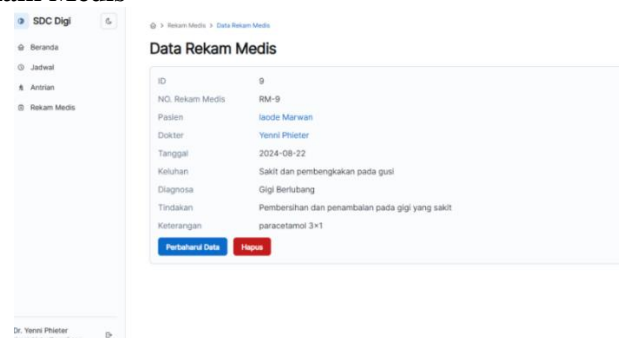 SDC Digi
Beranda
Jadwal
Antrian
Rekam Medis
Dr. Yenni Phieter
> Rekam Medis > Data Rekam Medis
Data Rekam Medis
ID 9
NO. Rekam Medis RM-9
Pasien laode Marwan
Dokter Yenni Phieter
Tanggal 2024-08-22
Keluhan Sakit dan pembengkakan pada gusi
Diagnosa Gigi Berlubang
Tindakan Pembersihan dan penambalan pada gigi yang sakit
Keterangan paracetamol 3x1
Perbaharui Data Hapus